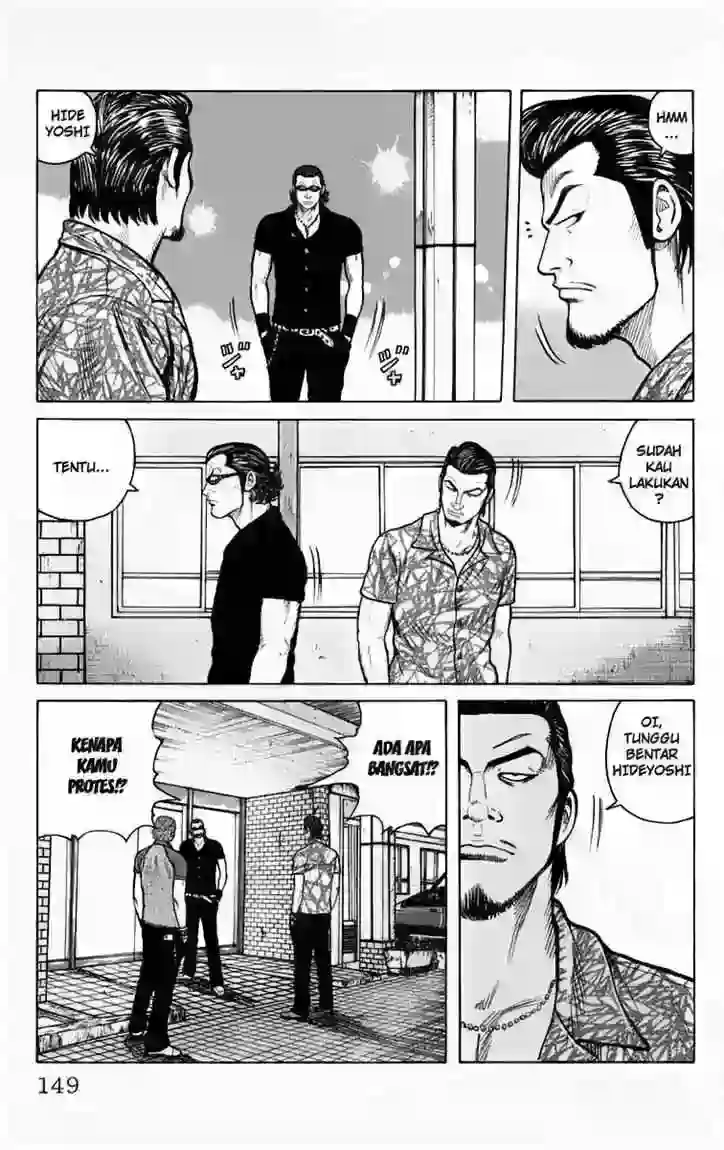 HIDE
YOSHI
HMM
...
TENTU...
SUDAH
KAU
LAKUKAN
?
OI,
TUNGGU
BENTAR
HIDEYOSHI
ADA APA
BANGSAT!?
KENAPA
KAMU
PROTES!?
149